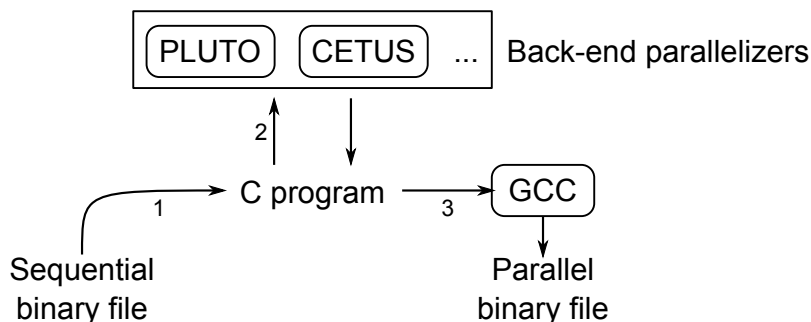 PLUTO CETUS ... Back-end parallelizers
2
C program GCC
1 3
Sequential
binary file
Parallel
binary file